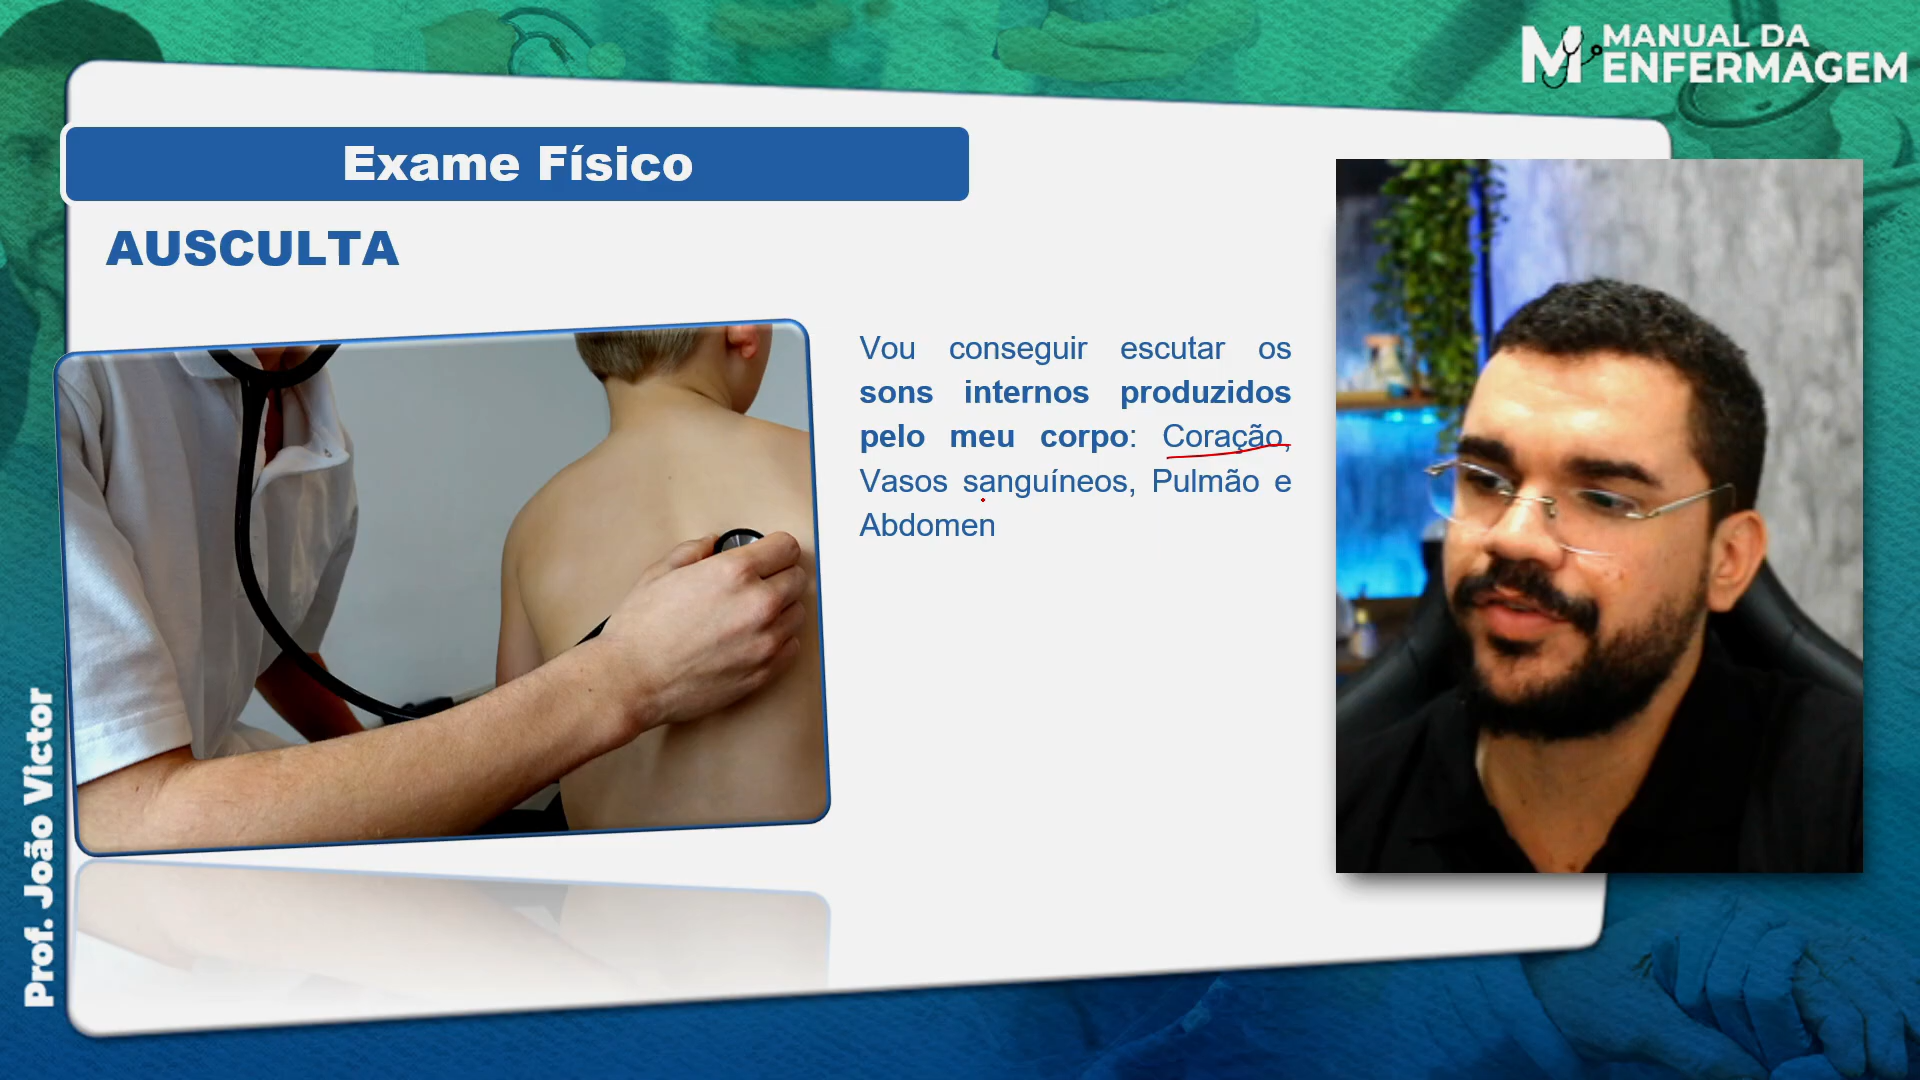 MANUAL DA
ENFERMAGEM
Exame Físico
AUSCULTA
Vou conseguir escutar os
sons internos produzidos
pelo meu corpo: Coração,
Vasos sanguíneos, Pulmão e
Abdomen
Prof. João Victor